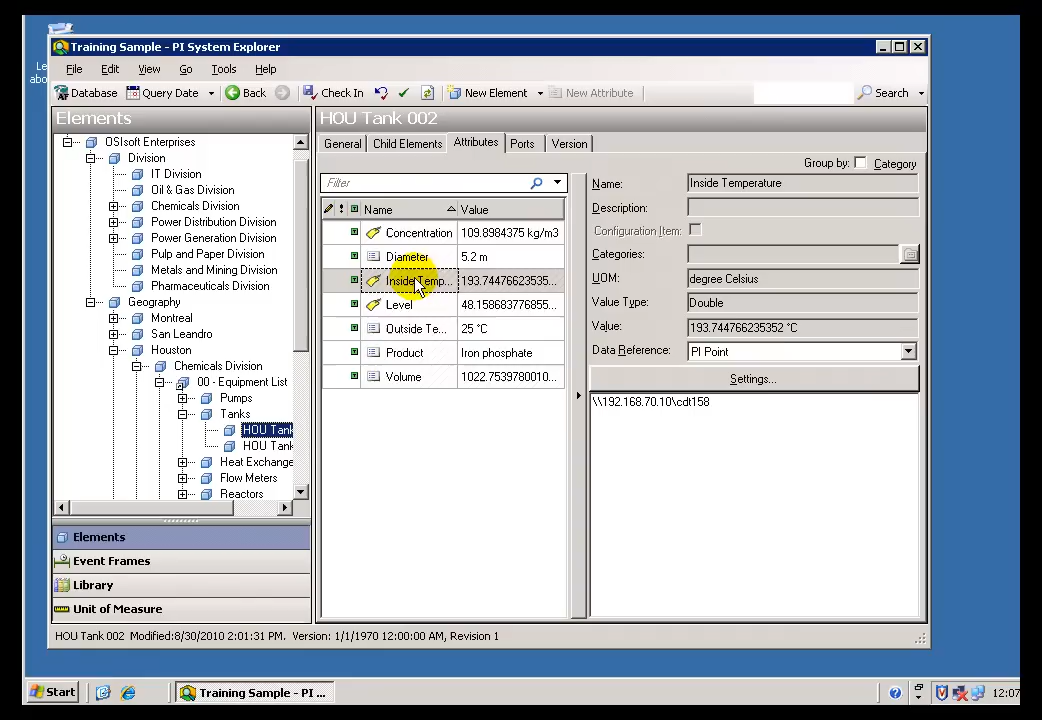 Le
abo
Training Sample - PI System Explorer
File Edit View Go Tools Help
Database Query Date Back Check In New Element New Attribute Search
Elements
HOU Tank 002
OSIsoft Enterprises
Division
IT Division
Oil & Gas Division
Chemicals Division
Power Distribution Division
Power Generation Division
Pulp and Paper Division
Metals and Mining Division
Pharmaceuticals Division
Geography
Montreal
San Leandro
Houston
Chemicals Division
00 - Equipment List
Pumps
Tanks
HOU Tank
HOU Tank
Heat Exchange
Flow Meters
Reactors
Elements
Event Frames
Library
Unit of Measure
General Child Elements Attributes Ports Version
Group by: Category
Filter
Name Value
Concentration 109.8984375 kg/m3
Diameter 5.2 m
Inside Temp... 193.74476623535...
Level 48.158683776855...
Outside Te... 25 °C
Product Iron phosphate
Volume 1022.7539780010...
Name: Inside Temperature
Description:
Configuration Item:
Categories:
UOM: degree Celsius
Value Type: Double
Value: 193.744766235352 °C
Data Reference: PI Point
Settings...
\\192.168.70.10\cdt158
HOU Tank 002 Modified:8/30/2010 2:01:31 PM. Version: 1/1/1970 12:00:00 AM, Revision 1
Start Training Sample - PI ... 12:07